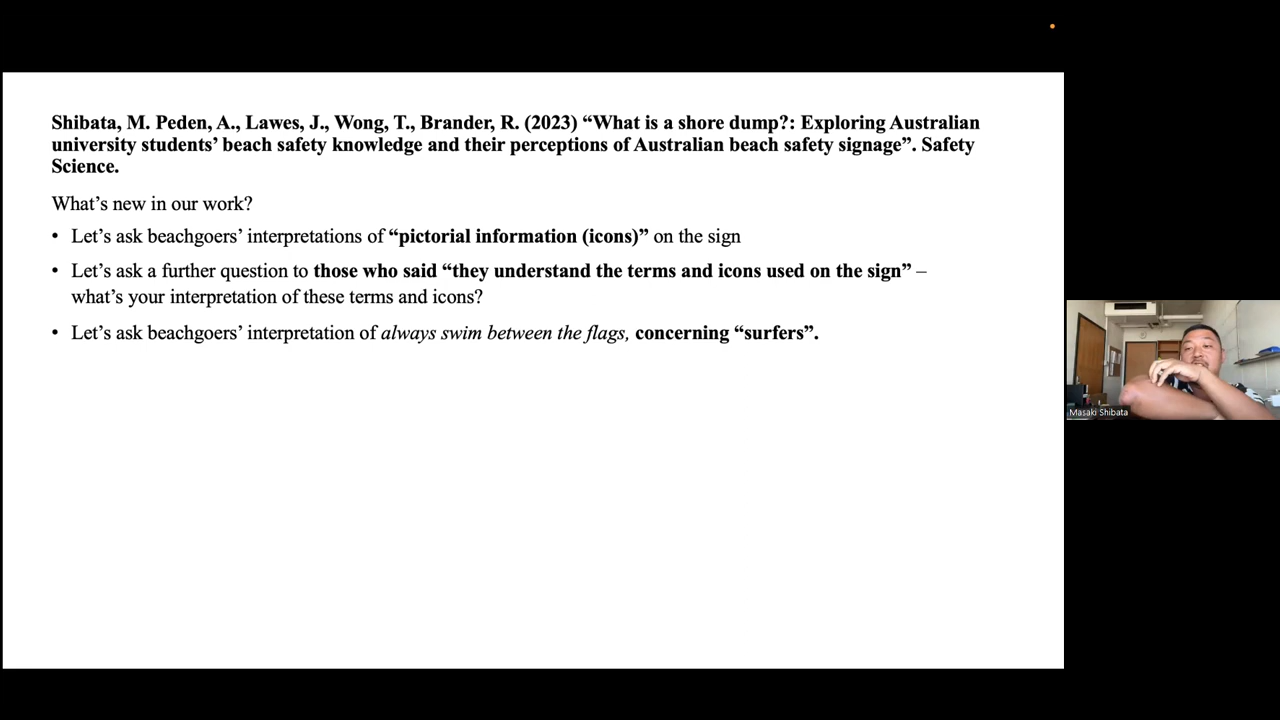 Shibata, M. Peden, A., Lawes, J., Wong, T., Brander, R. (2023) “What is a shore dump?: Exploring Australian
university students’ beach safety knowledge and their perceptions of Australian beach safety signage”. Safety
Science.
What’s new in our work?
• Let’s ask beachgoers’ interpretations of “pictorial information (icons)” on the sign
• Let’s ask a further question to those who said “they understand the terms and icons used on the sign” –
what’s your interpretation of these terms and icons?
• Let’s ask beachgoers’ interpretation of always swim between the flags, concerning “surfers”.
Masaki Shibata